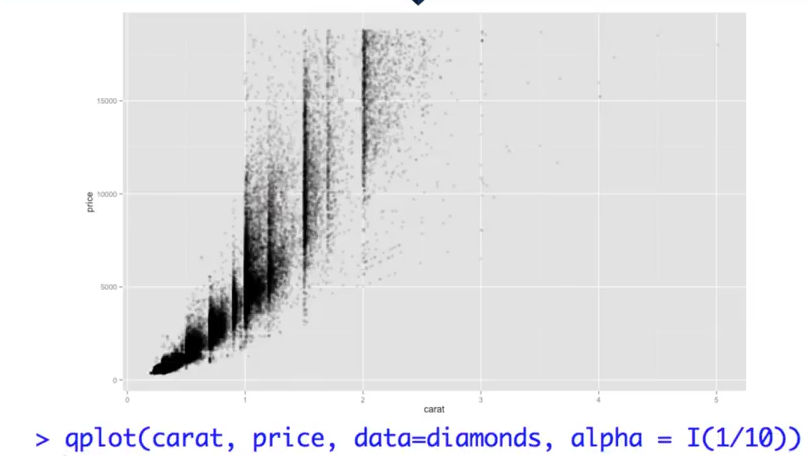 15000
10000
price
5000
0
0 1 2 3 4 5
carat
> qplot(carat, price, data=diamonds, alpha = I(1/10))